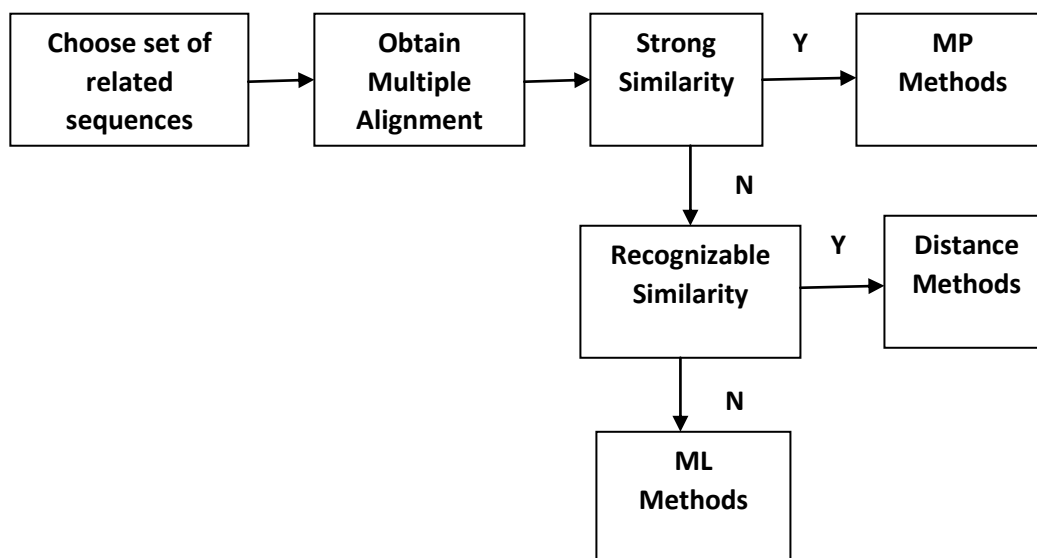 Choose set of
related
sequences
Obtain
Multiple
Alignment
Strong
Similarity
Y
MP
Methods
N
Recognizable
Similarity
Y
Distance
Methods
N
ML
Methods